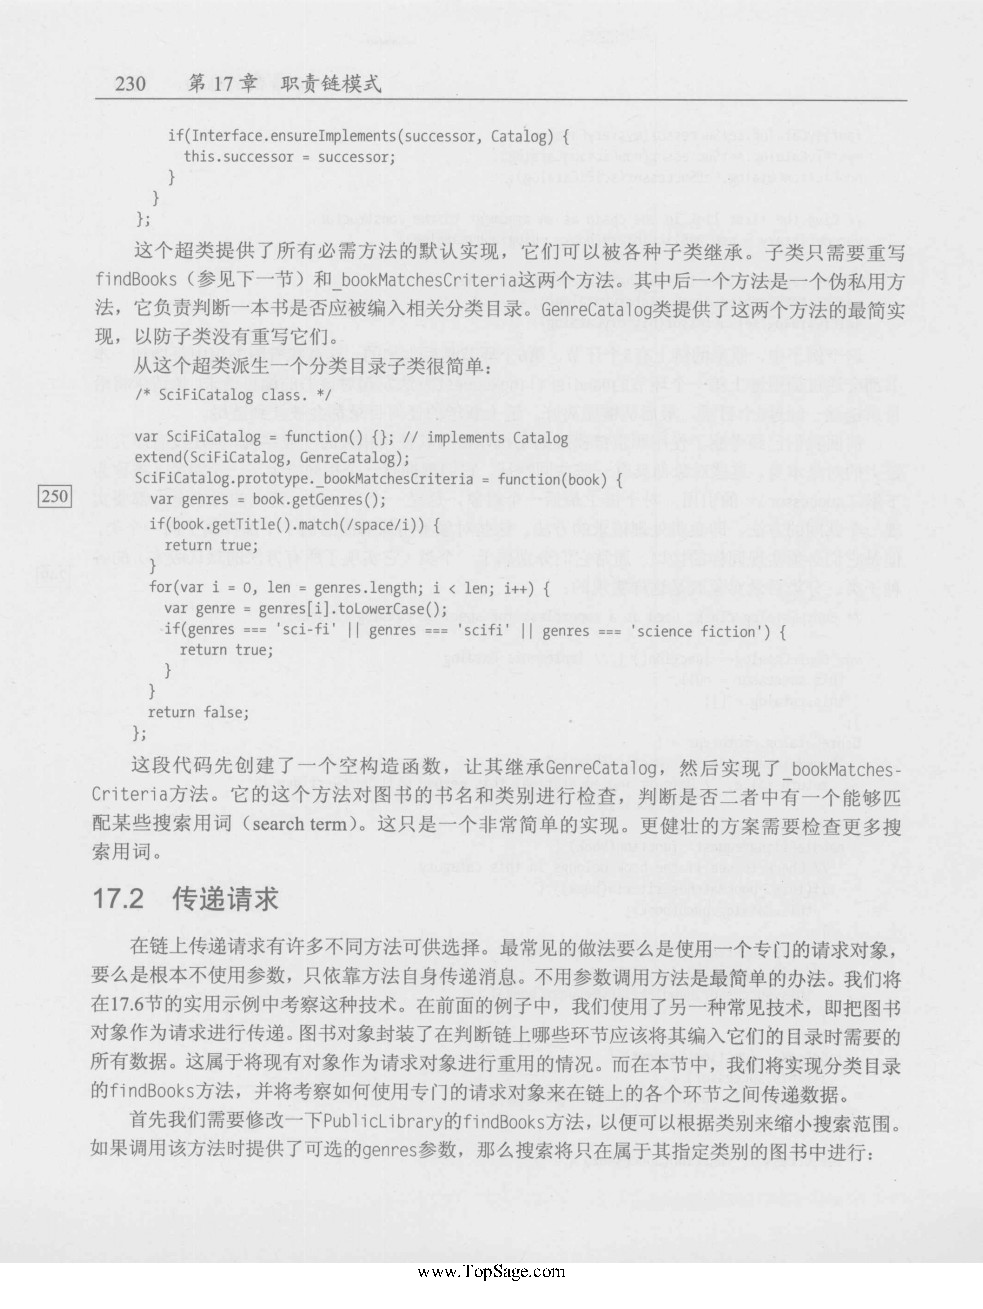 230 第 17 章 职责链模式
if(Interface.ensureImplements(successor, Catalog) {
this.successor = successor;
}
}
};
这个超类提供了所有必需方法的默认实现，它们可以被各种子类继承。子类只需要重写
findBooks（参见下一节）和_bookMatchesCriteria这两个方法。其中后一个方法是一个伪私用方
法，它负责判断一本书是否应被编入相关分类目录。GenreCatalog类提供了这两个方法的最简实
现，以防子类没有重写它们。
从这个超类派生一个分类目录子类很简单：
/* SciFiCatalog class. */
var SciFiCatalog = function() {}; // implements Catalog
extend(SciFiCatalog, GenreCatalog);
SciFiCatalog.prototype._bookMatchesCriteria = function(book) {
250
var genres = book.getGenres();
if(book.getTitle().match(/space/i)) {
return true;
}
for(var i = 0, len = genres.length; i < len; i++) {
var genre = genres[i].toLowerCase();
if(genres === 'sci-fi' || genres === 'scifi' || genres === 'science fiction') {
return true;
}
}
return false;
};
这段代码先创建了一个空构造函数，让其继承GenreCatalog，然后实现了_bookMatches-
Criteria方法。它的这个方法对图书的书名和类别进行检查，判断是否二者中有一个能够匹
配某些搜索用词（search term）。这只是一个非常简单的实现。更健壮的方案需要检查更多搜
索用词。
17.2 传递请求
在链上传递请求有许多不同方法可供选择。最常见的做法要么是使用一个专门的请求对象，
要么是根本不使用参数，只依靠方法自身传递消息。不用参数调用方法是最简单的办法。我们将
在17.6节的实用示例中考察这种技术。在前面的例子中，我们使用了另一种常见技术，即把图书
对象作为请求进行传递。图书对象封装了在判断链上哪些环节应该将其编入它们的目录时需要的
所有数据。这属于将现有对象作为请求对象进行重用的情况。而在本节中，我们将实现分类目录
的findBooks方法，并将考察如何使用专门的请求对象来在链上的各个环节之间传递数据。
首先我们需要修改一下PublicLibrary的findBooks方法，以便可以根据类别来缩小搜索范围。
如果调用该方法时提供了可选的genres参数，那么搜索将只在属于其指定类别的图书中进行：
www.TopSage.com